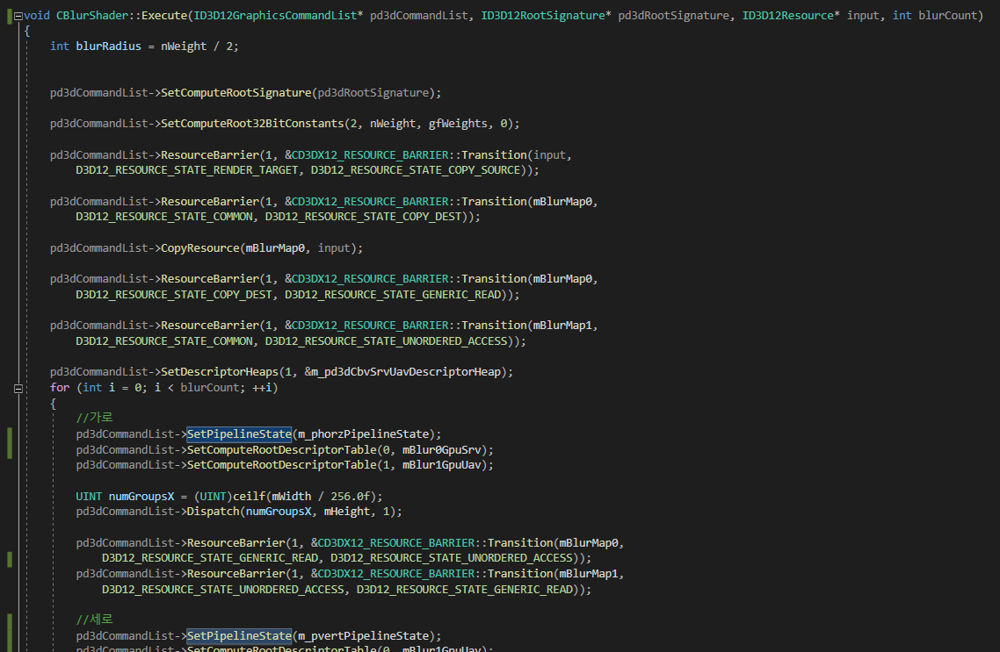 void CBlurShader::Execute(ID3D12GraphicsCommandList* pd3dCommandList, ID3D12RootSignature* pd3dRootSignature, ID3D12Resource* input, int blurCount)
{
int blurRadius = nWeight / 2;
pd3dCommandList->SetComputeRootSignature(pd3dRootSignature);
pd3dCommandList->SetComputeRoot32BitConstants(2, nWeight, gfWeights, 0);
pd3dCommandList->ResourceBarrier(1, &CD3DX12_RESOURCE_BARRIER::Transition(input,
D3D12_RESOURCE_STATE_RENDER_TARGET, D3D12_RESOURCE_STATE_COPY_SOURCE));
pd3dCommandList->ResourceBarrier(1, &CD3DX12_RESOURCE_BARRIER::Transition(mBlurMap0,
D3D12_RESOURCE_STATE_COMMON, D3D12_RESOURCE_STATE_COPY_DEST));
pd3dCommandList->CopyResource(mBlurMap0, input);
pd3dCommandList->ResourceBarrier(1, &CD3DX12_RESOURCE_BARRIER::Transition(mBlurMap0,
D3D12_RESOURCE_STATE_COPY_DEST, D3D12_RESOURCE_STATE_GENERIC_READ));
pd3dCommandList->ResourceBarrier(1, &CD3DX12_RESOURCE_BARRIER::Transition(mBlurMap1,
D3D12_RESOURCE_STATE_COMMON, D3D12_RESOURCE_STATE_UNORDERED_ACCESS));
pd3dCommandList->SetDescriptorHeaps(1, &m_pd3dCbvSrvUavDescriptorHeap);
for (int i = 0; i < blurCount; ++i)
{
//가로
pd3dCommandList->SetPipelineState(m_phorzPipelineState);
pd3dCommandList->SetComputeRootDescriptorTable(0, mBlur0GpuSrv);
pd3dCommandList->SetComputeRootDescriptorTable(1, mBlur1GpuUav);
UINT numGroupsX = (UINT)ceilf(mWidth / 256.0f);
pd3dCommandList->Dispatch(numGroupsX, mHeight, 1);
pd3dCommandList->ResourceBarrier(1, &CD3DX12_RESOURCE_BARRIER::Transition(mBlurMap0,
D3D12_RESOURCE_STATE_GENERIC_READ, D3D12_RESOURCE_STATE_UNORDERED_ACCESS));
pd3dCommandList->ResourceBarrier(1, &CD3DX12_RESOURCE_BARRIER::Transition(mBlurMap1,
D3D12_RESOURCE_STATE_UNORDERED_ACCESS, D3D12_RESOURCE_STATE_GENERIC_READ));
//세로
pd3dCommandList->SetPipelineState(m_pvertPipelineState);
pd3dCommandList->SetComputeRootDescriptorTable(0, mBlur1GpuUav);